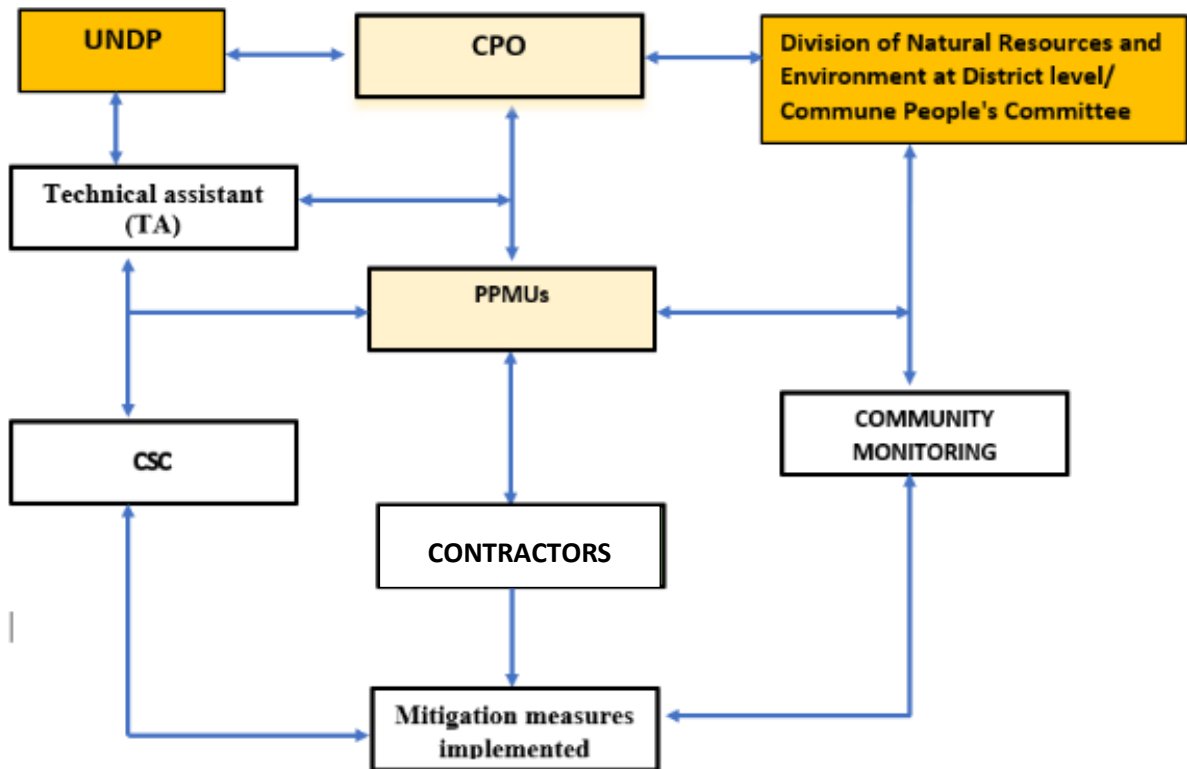 UNDP
CPO
Division of Natural Resources and
Environment at District level/
Commune People's Committee
Technical assistant
(TA)
PPMUs
CSC
COMMUNITY
MONITORING
CONTRACTORS
Mitigation measures
implemented